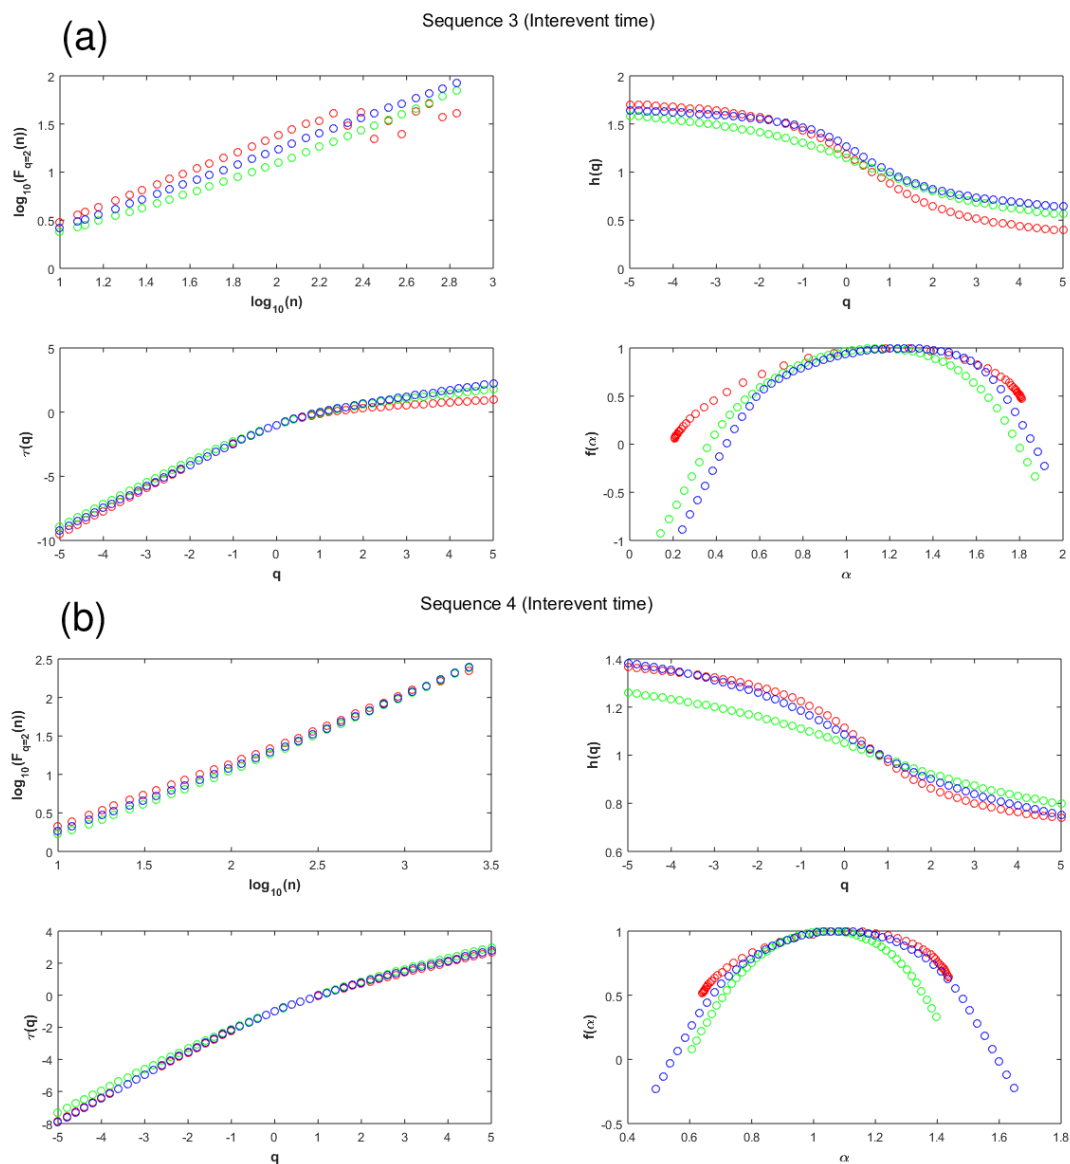 (a)
Sequence 3 (Interevent time)
log10(Fq=2(n))
2
1.5
1
0.5
0
1 1.2 1.4 1.6 1.8 2 2.2 2.4 2.6 2.8 3
log10(n)
h(q)
2
1.5
1
0.5
0
-5 -4 -3 -2 -1 0 1 2 3 4 5
q
τ(q)
5
0
-5
-10
-5 -4 -3 -2 -1 0 1 2 3 4 5
q
f(α)
1
0.5
0
-0.5
-1
0 0.2 0.4 0.6 0.8 1 1.2 1.4 1.6 1.8 2
α
(b)
Sequence 4 (Interevent time)
log10(Fq=2(n))
2.5
2
1.5
1
0.5
0
1 1.5 2 2.5 3 3.5
log10(n)
h(q)
1.4
1.2
1
0.8
0.6
-5 -4 -3 -2 -1 0 1 2 3 4 5
q
τ(q)
4
2
0
-2
-4
-6
-8
-5 -4 -3 -2 -1 0 1 2 3 4 5
q
f(α)
1
0.5
0
-0.5
0.4 0.6 0.8 1 1.2 1.4 1.6 1.8
α